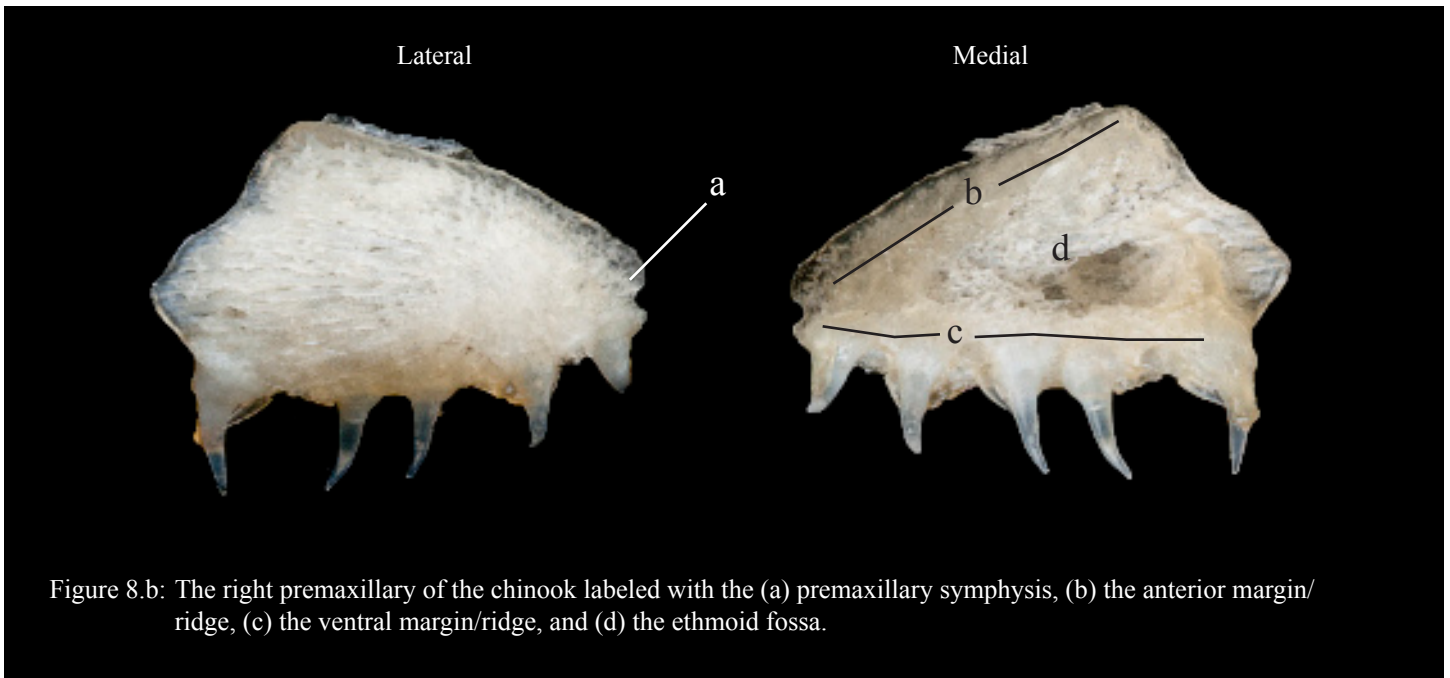 Lateral
Medial
a
b
d
c
Figure 8.b: The right premaxillary of the chinook labeled with the (a) premaxillary symphysis, (b) the anterior margin/
ridge, (c) the ventral margin/ridge, and (d) the ethmoid fossa.